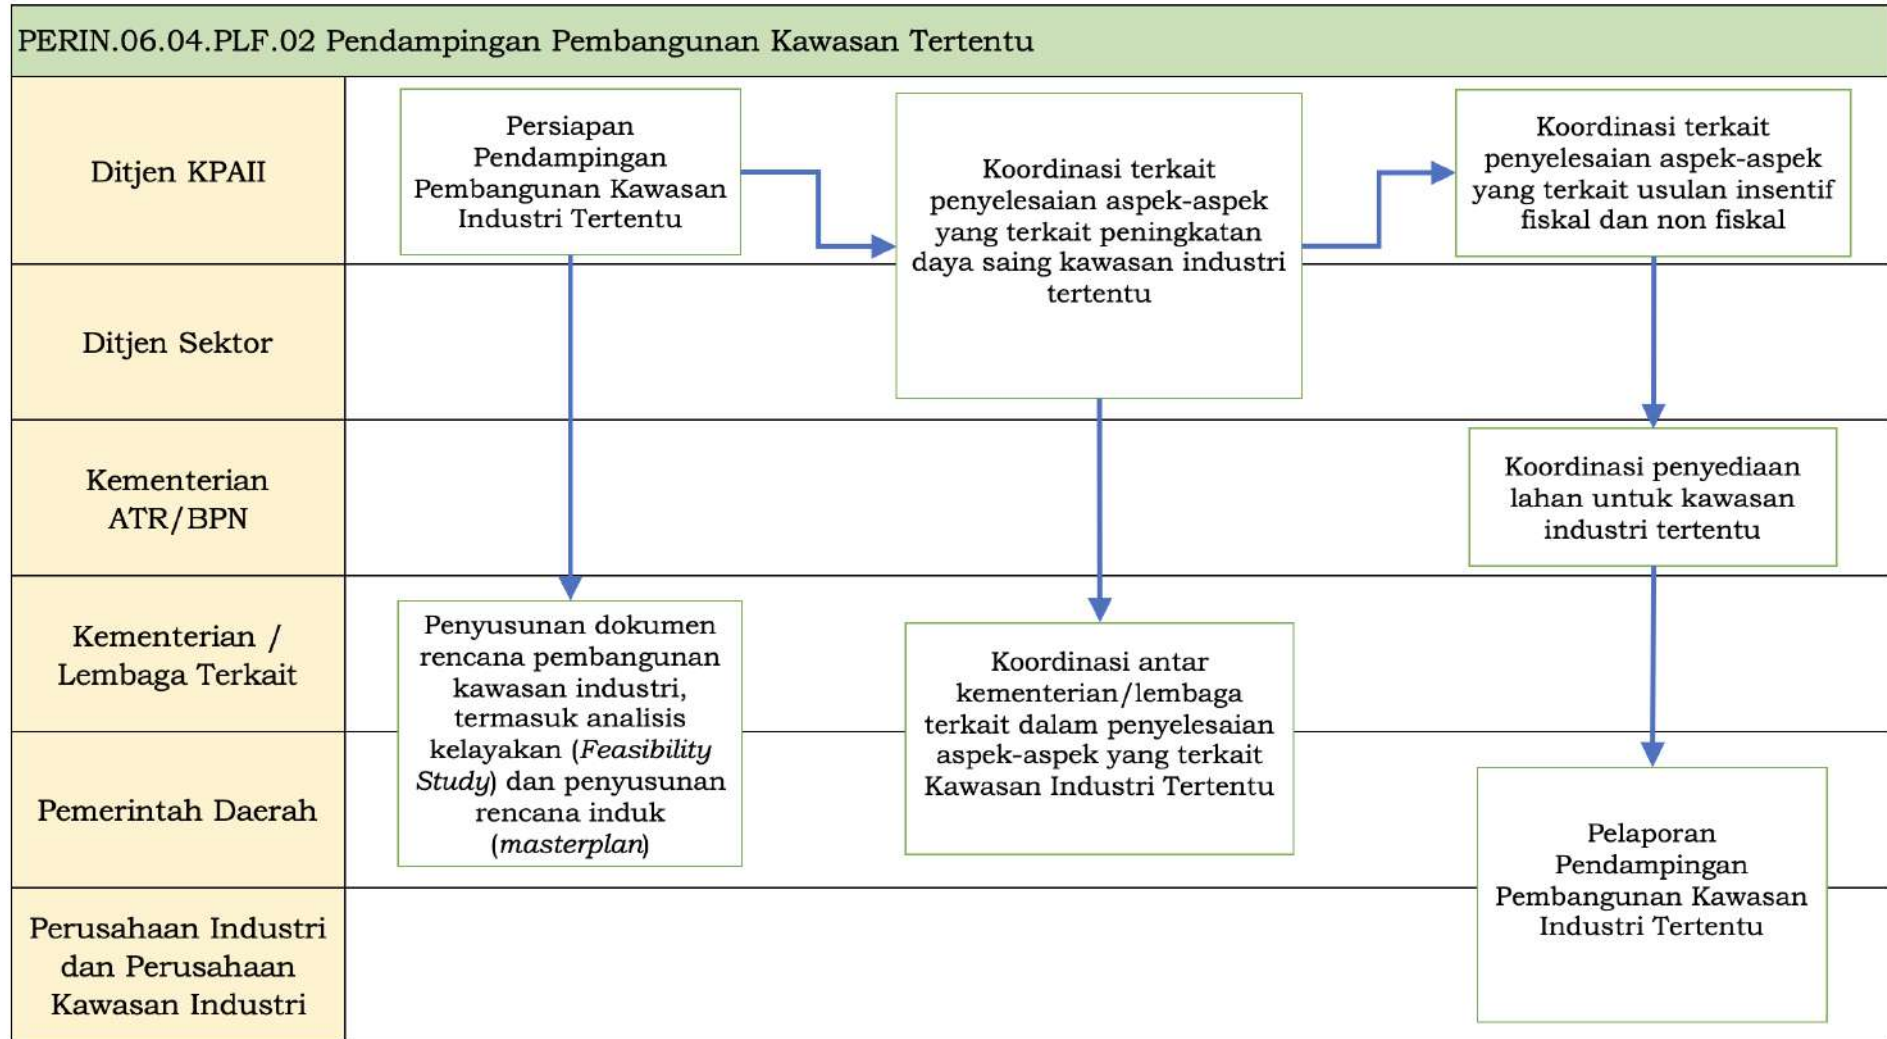 PERIN.06.04.PLF.02 Pendampingan Pembangunan Kawasan Tertentu
Ditjen KPAII
Persiapan
Pendampingan
Pembangunan Kawasan
Industri Tertentu
Koordinasi terkait
penyelesaian aspek-aspek
yang terkait peningkatan
daya saing kawasan industri
tertentu
Koordinasi terkait
penyelesaian aspek-aspek
yang terkait usulan insentif
fiskal dan non fiskal
Ditjen Sektor
Kementerian
ATR/BPN
Koordinasi penyediaan
lahan untuk kawasan
industri tertentu
Kementerian /
Lembaga Terkait
Penyusunan dokumen
rencana pembangunan
kawasan industri,
termasuk analisis
kelayakan (Feasibility
Study) dan penyusunan
rencana induk
(masterplan)
Koordinasi antar
kementerian/lembaga
terkait dalam penyelesaian
aspek-aspek yang terkait
Kawasan Industri Tertentu
Pemerintah Daerah
Pelaporan
Pendampingan
Pembangunan Kawasan
Industri Tertentu
Perusahaan Industri
dan Perusahaan
Kawasan Industri